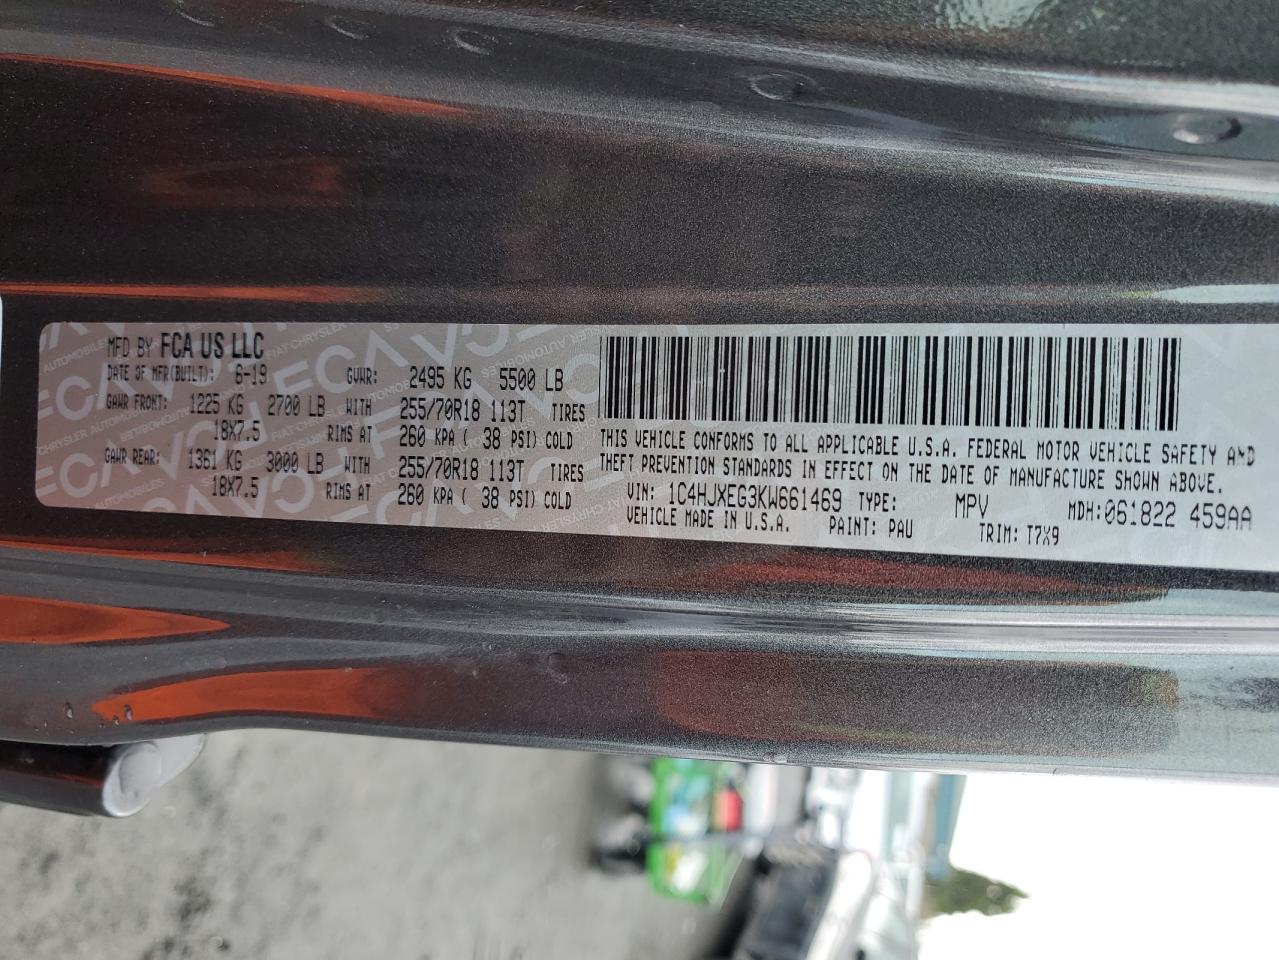 MFD BY FCA US LLC
DATE OF MFR(BUILT): 6-19 GVWR: 2495 KG 5500 LB
GAWR FRONT: 1225 KG 2700 LB WITH 255/70R18 113T TIRES
18X7.5 RIMS AT 260 KPA ( 38 PSI) COLD
GAWR REAR: 1361 KG 3000 LB WITH 255/70R18 113T TIRES
18X7.5 RIMS AT 260 KPA ( 38 PSI) COLD
THIS VEHICLE CONFORMS TO ALL APPLICABLE U.S.A. FEDERAL MOTOR VEHICLE SAFETY AND
THEFT PREVENTION STANDARDS IN EFFECT ON THE DATE OF MANUFACTURE SHOWN ABOVE.
VIN: 1C4HJXEG3KW661469 TYPE: MPV MDH:061822 459AA
VEHICLE MADE IN U.S.A. PAINT: PAU TRIM: T7X9